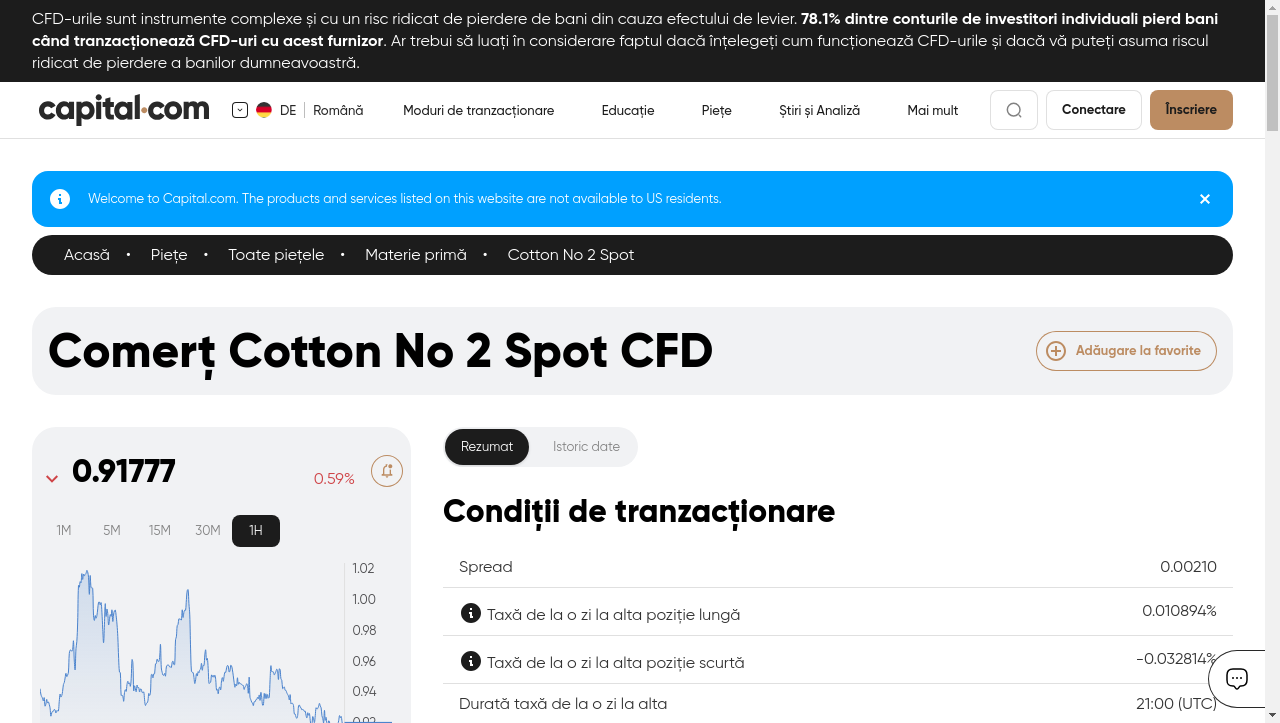 CFD-urile sunt instrumente complexe și cu un risc ridicat de pierdere de bani din cauza efectului de levier. 78.1% dintre conturile de investitori individuali pierd bani
când tranzacționează CFD-uri cu acest furnizor. Ar trebui să luați în considerare faptul dacă înțelegeți cum funcționează CFD-urile și dacă vă puteți asuma riscul
ridicat de pierdere a banilor dumneavoastră.
capital.com DE Română Moduri de tranzacționare Educație Piețe Știri și Analiză Mai mult Conectare Înscriere
Welcome to Capital.com. The products and services listed on this website are not available to US residents.
Acasă • Piețe • Toate piețele • Materie primă • Cotton No 2 Spot
Comerț Cotton No 2 Spot CFD
Adăugare la favorite
0.91777 0.59%
1M 5M 15M 30M 1H
1.02
1.00
0.98
0.96
0.94
Rezumat Istoric date
Condiții de tranzacționare
Spread 0.00210
Taxă de la o zi la alta poziție lungă 0.010894%
Taxă de la o zi la alta poziție scurtă -0.032814%
Durată taxă de la o zi la alta 21:00 (UTC)